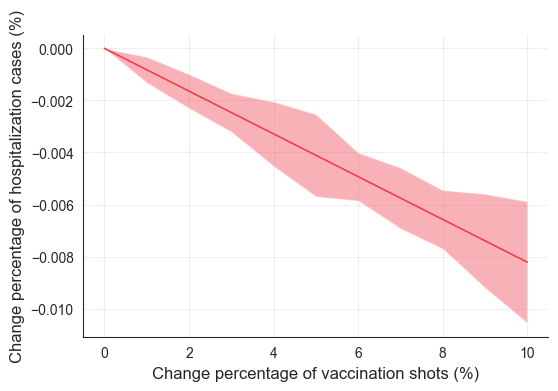 Change percentage of hospitalization cases (%)
0.000
−0.002
−0.004
−0.006
−0.008
−0.010
0 2 4 6 8 10
Change percentage of vaccination shots (%)